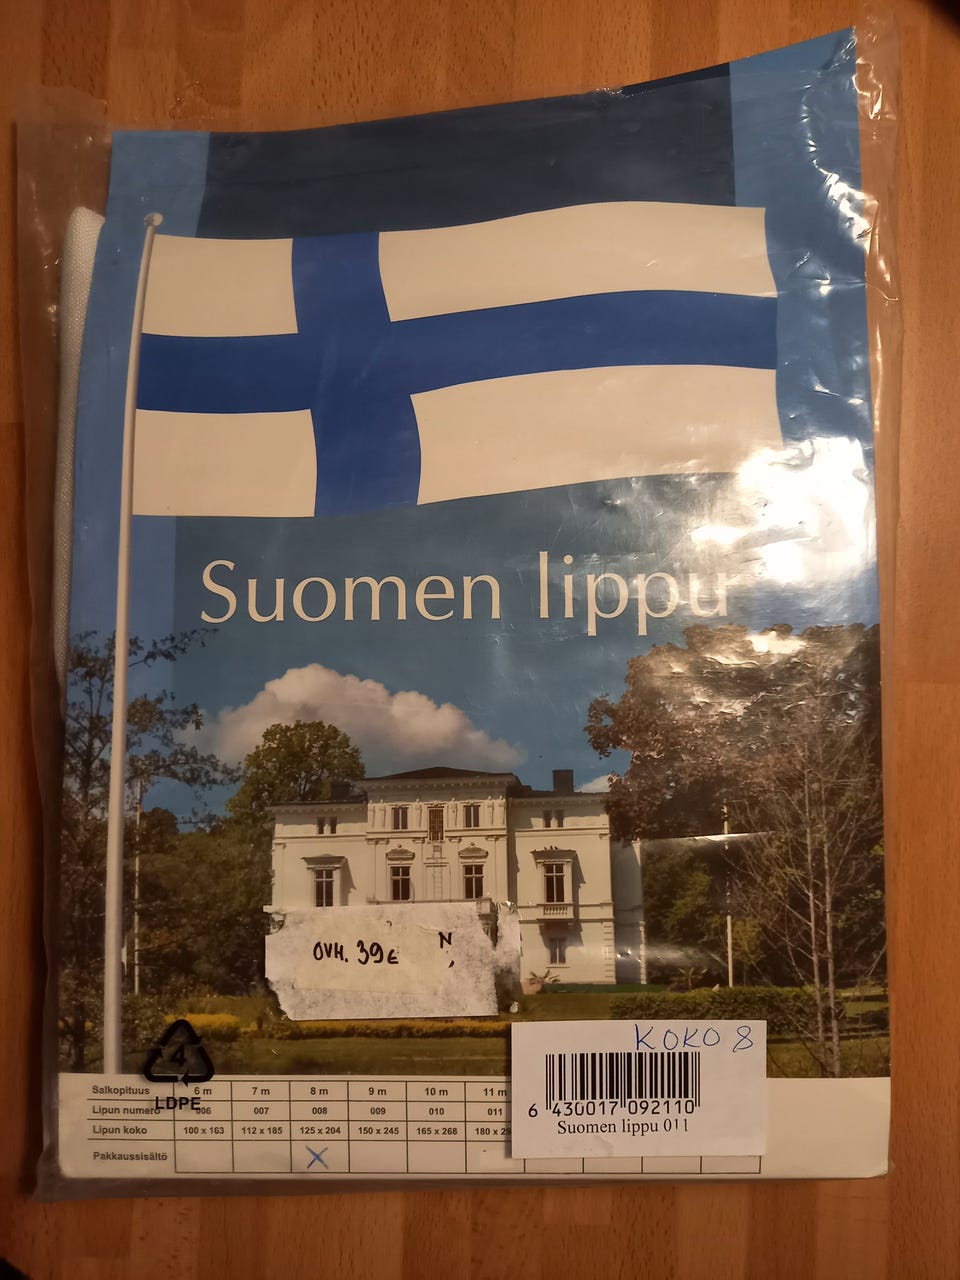 Suomen lippu
OVH. 39€ N
KOKO 8
6 430017 092110
Suomen lippu 011
4
LDPE
Salkopituus 6 m 7 m 8 m 9 m 10 m 11 m
Lipun numero 006 007 008 009 010 011
Lipun koko 100 x 163 112 x 185 125 x 204 150 x 245 165 x 268 180 x
Pakkaussisältö X